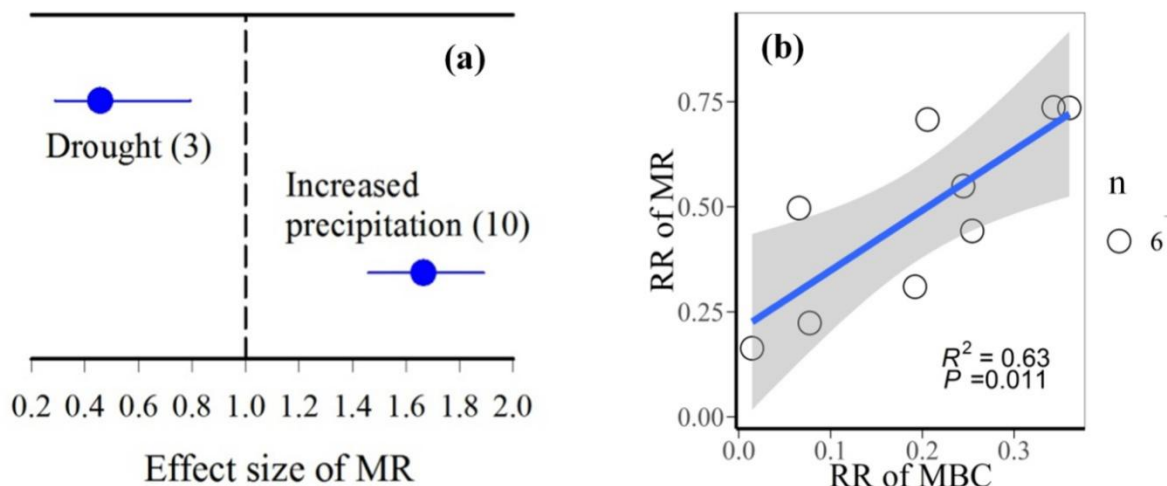 (a)
Drought (3)
Increased
precipitation (10)
0.2 0.4 0.6 0.8 1.0 1.2 1.4 1.6 1.8 2.0
Effect size of MR
(b)
RR of MR
0.75
0.50
0.25
0.00
R² = 0.63
P =0.011
0.0 0.1 0.2 0.3
RR of MBC
n
6